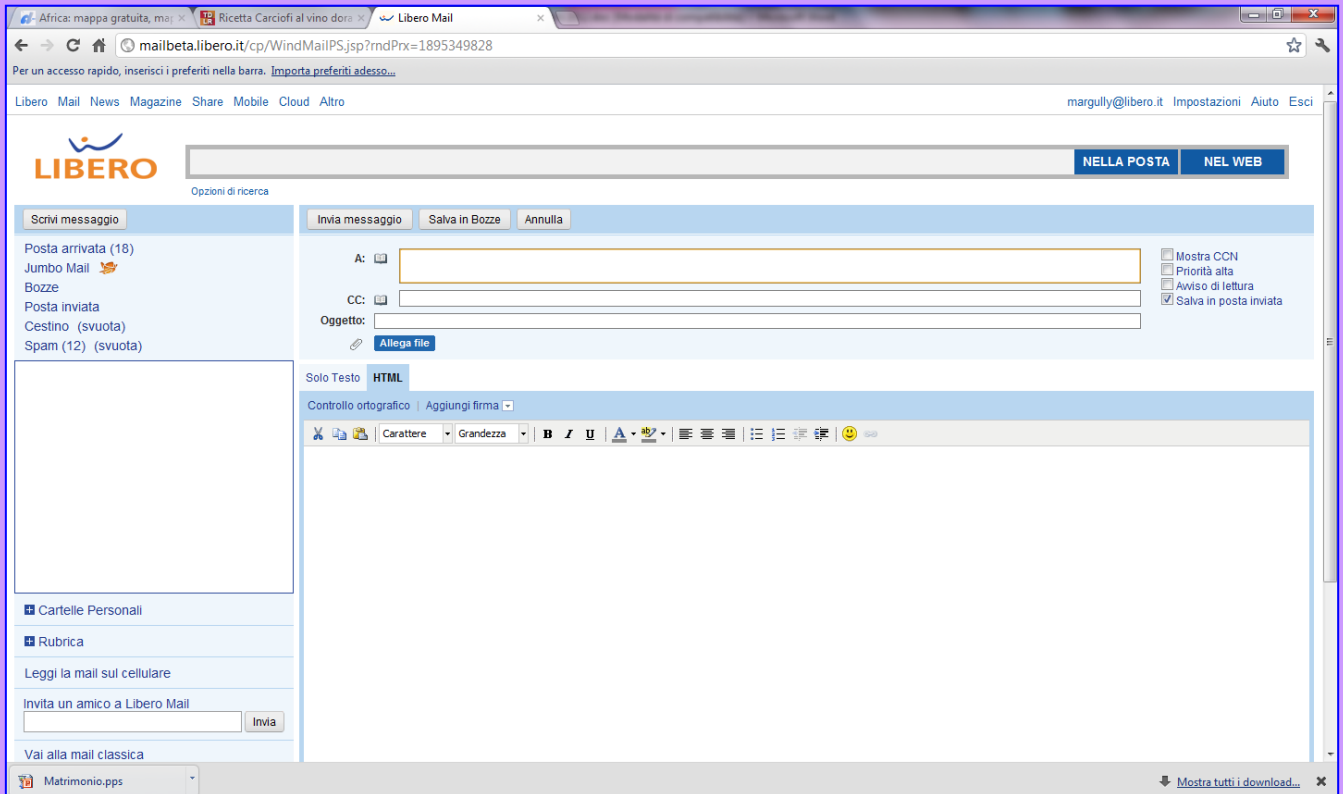 Africa: mappa gratuita, map
Ricetta Carciofi al vino dora
Libero Mail
mailbeta.libero.it/cp/WindMailPS.jsp?rndPrx=1895349828
Per un accesso rapido, inserisci i preferiti nella barra. Importa preferiti adesso...
Libero Mail News Magazine Share Mobile Cloud Altro
margully@libero.it Impostazioni Aiuto Esci
LIBERO
NELLA POSTA NEL WEB
Opzioni di ricerca
Scrivi messaggio
Invia messaggio Salva in Bozze Annulla
Posta arrivata (18)
Jumbo Mail
Bozze
Posta inviata
Cestino (svuota)
Spam (12) (svuota)
A:
CC:
Oggetto:
Allega file
Mostra CCN
Priorità alta
Avviso di lettura
Salva in posta inviata
Solo Testo HTML
Controllo ortografico | Aggiungi firma
Carattere Grandezza B I U A ab
Cartelle Personali
Rubrica
Leggi la mail sul cellulare
Invita un amico a Libero Mail
Invia
Vai alla mail classica
Matrimonio.pps
Mostra tutti i download...